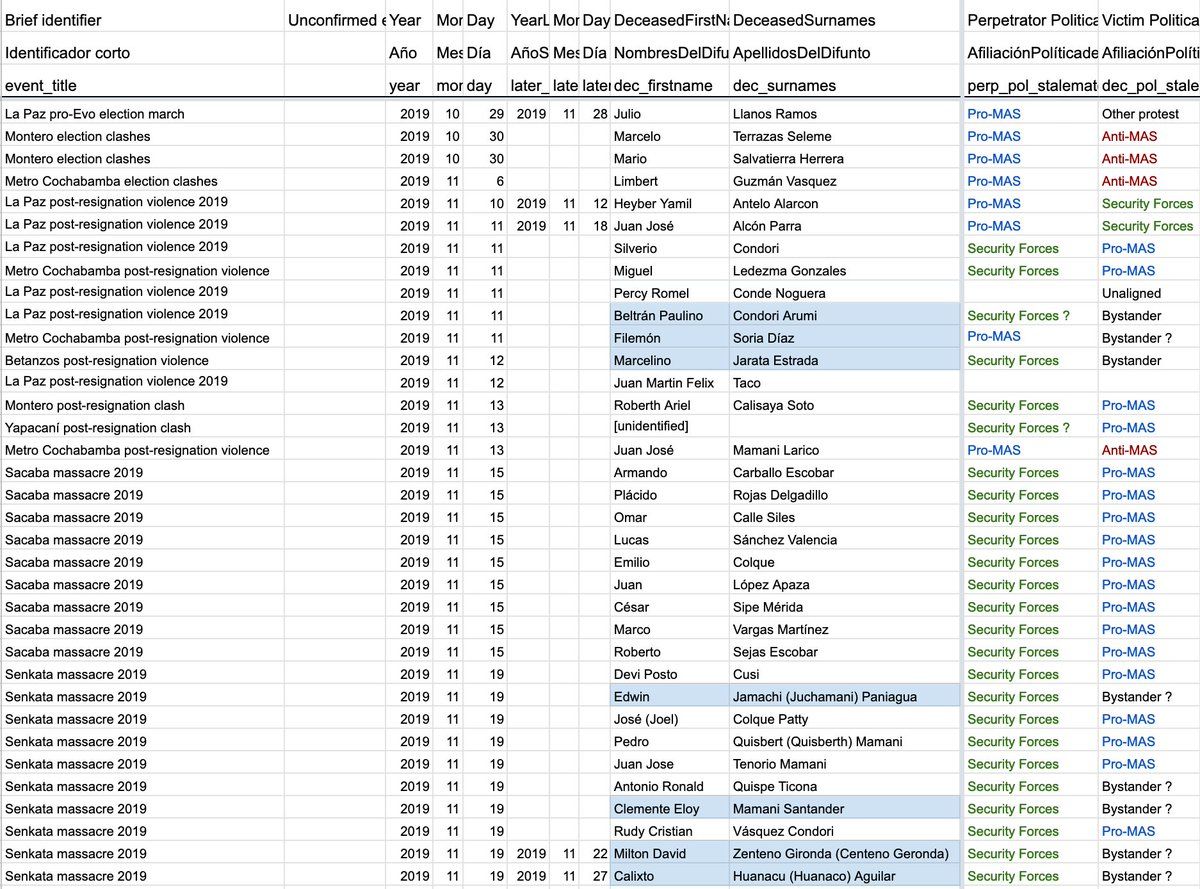 Brief identifier Unconfirmed e Year Mor Day YearL Mor Day DeceasedFirstNa DeceasedSurnames Perpetrator Politica Victim Politica
Identificador corto Año Mes Día AñoS Mes Día NombresDelDifu ApellidosDelDifunto AfiliaciónPolíticade AfiliaciónPolíti
event_title year mor day later_ late later dec_firstname dec_surnames perp_pol_stalemat dec_pol_stale
La Paz pro-Evo election march 2019 10 29 2019 11 28 Julio Llanos Ramos Pro-MAS Other protest
Montero election clashes 2019 10 30 Marcelo Terrazas Seleme Pro-MAS Anti-MAS
Montero election clashes 2019 10 30 Mario Salvatierra Herrera Pro-MAS Anti-MAS
Metro Cochabamba election clashes 2019 11 6 Limbert Guzmán Vasquez Pro-MAS Anti-MAS
La Paz post-resignation violence 2019 2019 11 10 2019 11 12 Heyber Yamil Antelo Alarcon Pro-MAS Security Forces
La Paz post-resignation violence 2019 2019 11 11 2019 11 18 Juan José Alcón Parra Pro-MAS Security Forces
La Paz post-resignation violence 2019 2019 11 11 Silverio Condori Security Forces Pro-MAS
Metro Cochabamba post-resignation violence 2019 11 11 Miguel Ledezma Gonzales Security Forces Pro-MAS
La Paz post-resignation violence 2019 2019 11 11 Percy Romel Conde Noguera Unaligned
La Paz post-resignation violence 2019 2019 11 11 Beltrán Paulino Condori Arumi Security Forces ? Bystander
Metro Cochabamba post-resignation violence 2019 11 11 Filemón Soria Díaz Pro-MAS Bystander ?
Betanzos post-resignation violence 2019 11 12 Marcelino Jarata Estrada Security Forces Bystander
La Paz post-resignation violence 2019 2019 11 12 Juan Martin Felix Taco
Montero post-resignation clash 2019 11 13 Roberth Ariel Calisaya Soto Security Forces Pro-MAS
Yapacaní post-resignation clash 2019 11 13 [unidentified] Security Forces ? Pro-MAS
Metro Cochabamba post-resignation violence 2019 11 13 Juan José Mamani Larico Pro-MAS Anti-MAS
Sacaba massacre 2019 2019 11 15 Armando Carballo Escobar Security Forces Pro-MAS
Sacaba massacre 2019 2019 11 15 Plácido Rojas Delgadillo Security Forces Pro-MAS
Sacaba massacre 2019 2019 11 15 Omar Calle Siles Security Forces Pro-MAS
Sacaba massacre 2019 2019 11 15 Lucas Sánchez Valencia Security Forces Pro-MAS
Sacaba massacre 2019 2019 11 15 Emilio Colque Security Forces Pro-MAS
Sacaba massacre 2019 2019 11 15 Juan López Apaza Security Forces Pro-MAS
Sacaba massacre 2019 2019 11 15 César Sipe Mérida Security Forces Pro-MAS
Sacaba massacre 2019 2019 11 15 Marco Vargas Martínez Security Forces Pro-MAS
Sacaba massacre 2019 2019 11 15 Roberto Sejas Escobar Security Forces Pro-MAS
Senkata massacre 2019 2019 11 19 Devi Posto Cusi Security Forces Pro-MAS
Senkata massacre 2019 2019 11 19 Edwin Jamachi (Juchamani) Paniagua Security Forces Bystander ?
Senkata massacre 2019 2019 11 19 José (Joel) Colque Patty Security Forces Pro-MAS
Senkata massacre 2019 2019 11 19 Pedro Quisbert (Quisberth) Mamani Security Forces Pro-MAS
Senkata massacre 2019 2019 11 19 Juan Jose Tenorio Mamani Security Forces Pro-MAS
Senkata massacre 2019 2019 11 19 Antonio Ronald Quispe Ticona Security Forces Bystander ?
Senkata massacre 2019 2019 11 19 Clemente Eloy Mamani Santander Security Forces Bystander ?
Senkata massacre 2019 2019 11 19 Rudy Cristian Vásquez Condori Security Forces Pro-MAS
Senkata massacre 2019 2019 11 19 2019 11 22 Milton David Zenteno Gironda (Centeno Geronda) Security Forces Bystander ?
Senkata massacre 2019 2019 11 19 2019 11 27 Calixto Huanacu (Huanaco) Aguilar Security Forces Bystander ?